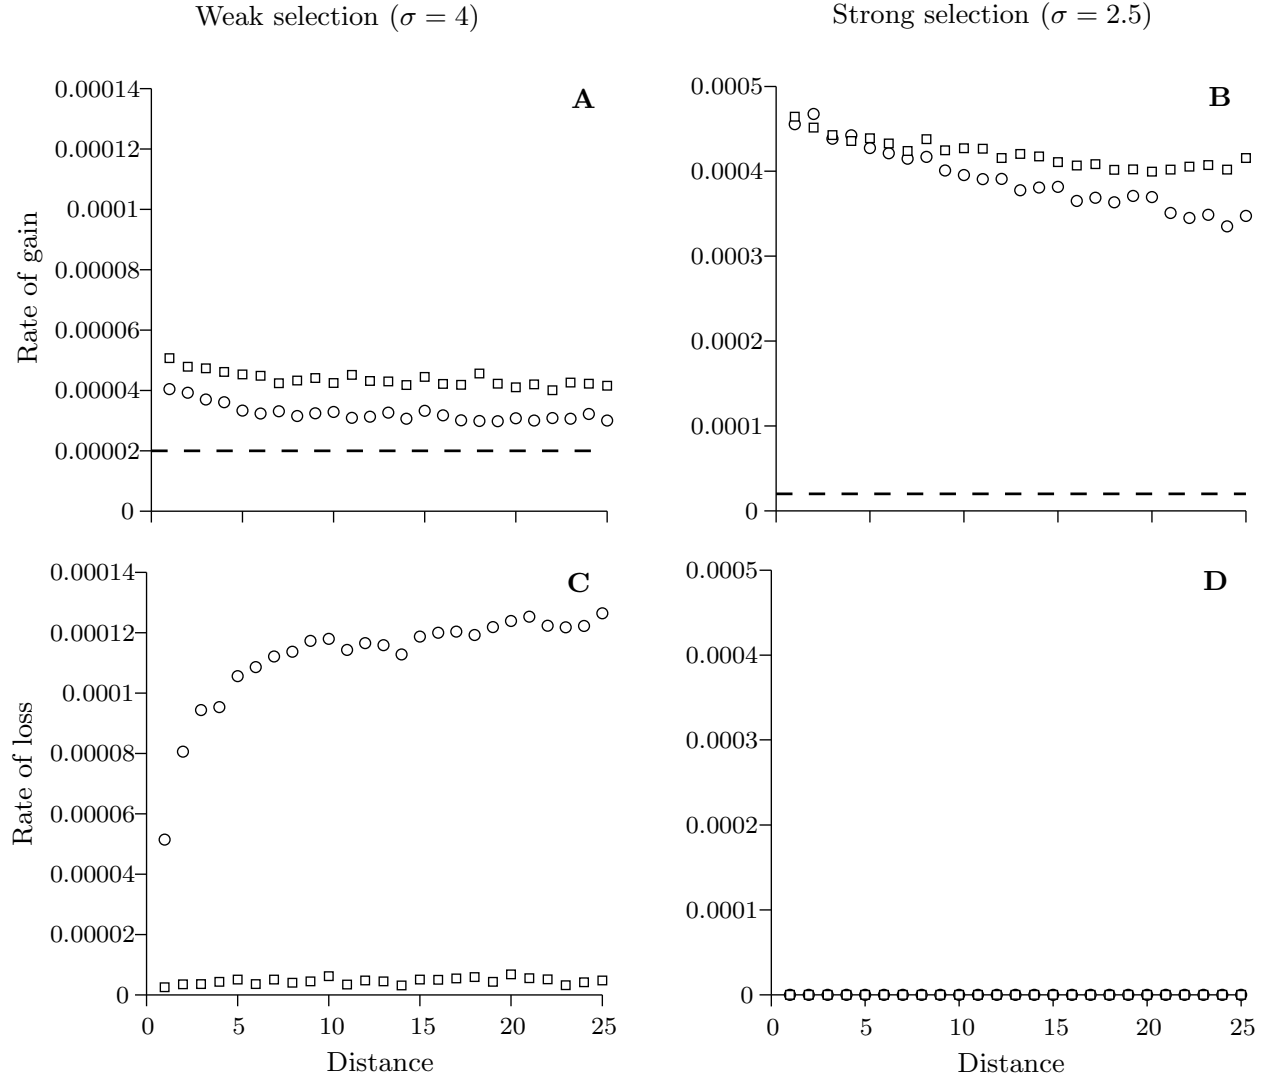 Weak selection (σ = 4)
Strong selection (σ = 2.5)
A
0.00014
0.00012
0.0001
0.00008
0.00006
0.00004
0.00002
0
Rate of gain
B
0.0005
0.0004
0.0003
0.0002
0.0001
0
C
0.00014
0.00012
0.0001
0.00008
0.00006
0.00004
0.00002
0
Rate of loss
0 5 10 15 20 25
Distance
D
0.0005
0.0004
0.0003
0.0002
0.0001
0
0 5 10 15 20 25
Distance